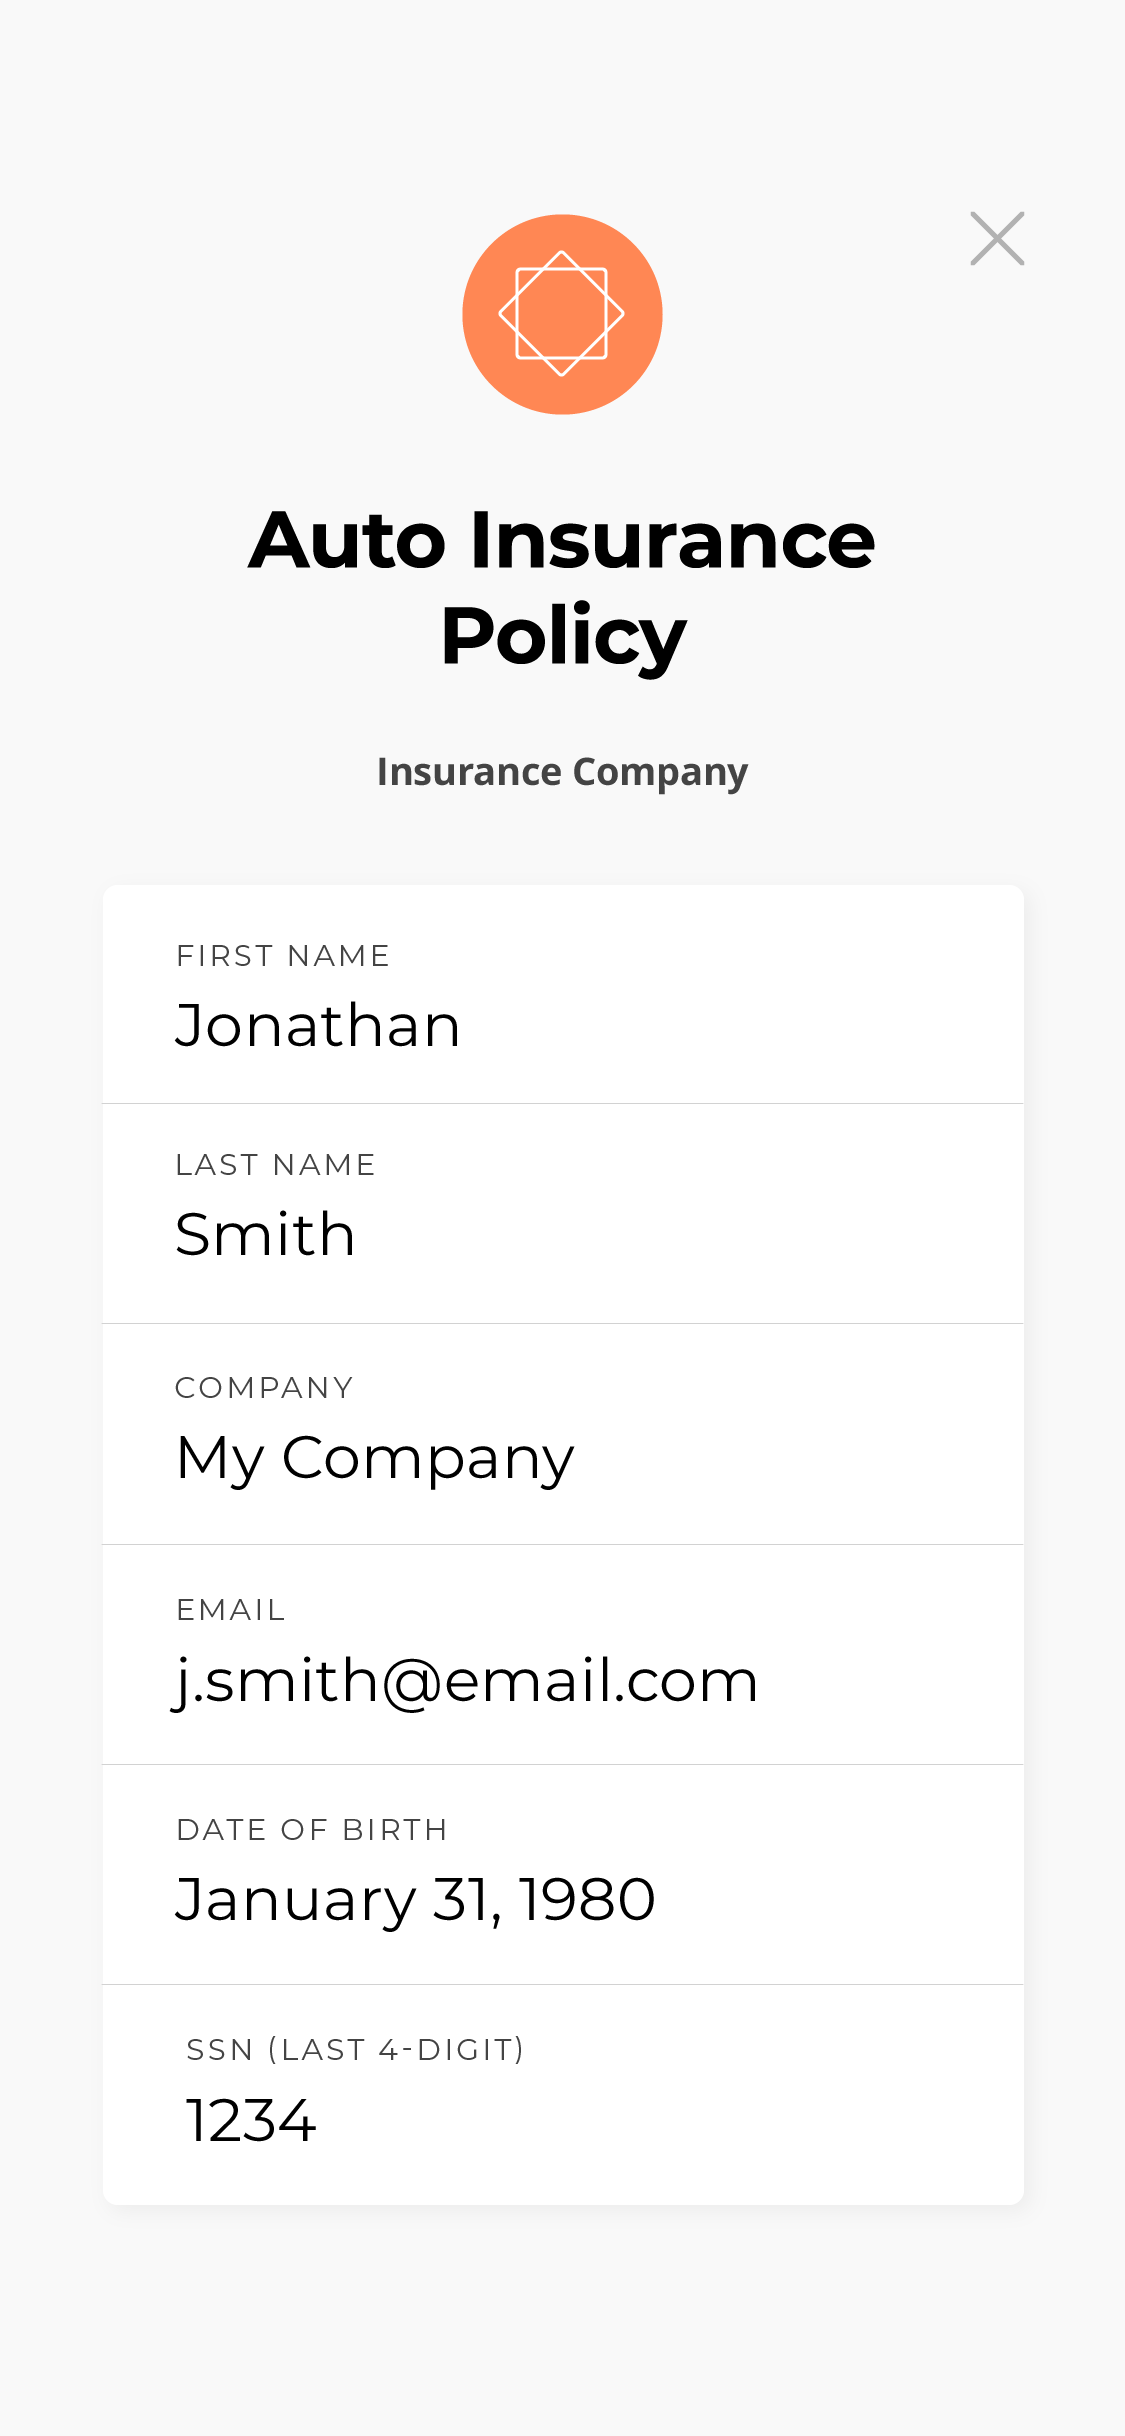 Auto Insurance
Policy
Insurance Company
FIRST NAME
Jonathan
LAST NAME
Smith
COMPANY
My Company
EMAIL
j.smith@email.com
DATE OF BIRTH
January 31, 1980
SSN (LAST 4-DIGIT)
1234